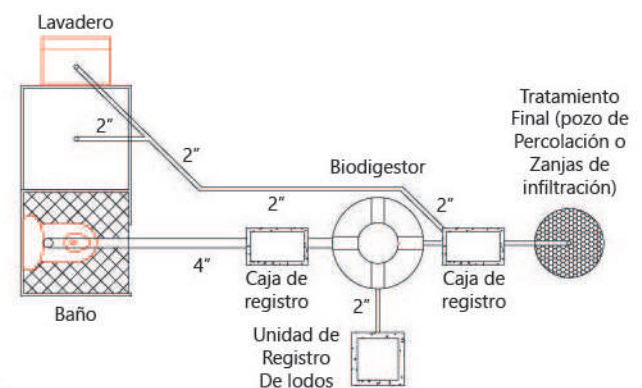 Lavadero
2"
2"
2"
2"
4"
2"
Baño
Caja de
registro
Biodigestor
Caja de
registro
Unidad de
Registro
De lodos
Tratamiento
Final (pozo de
Percolación o
Zanjas de
infiltración)